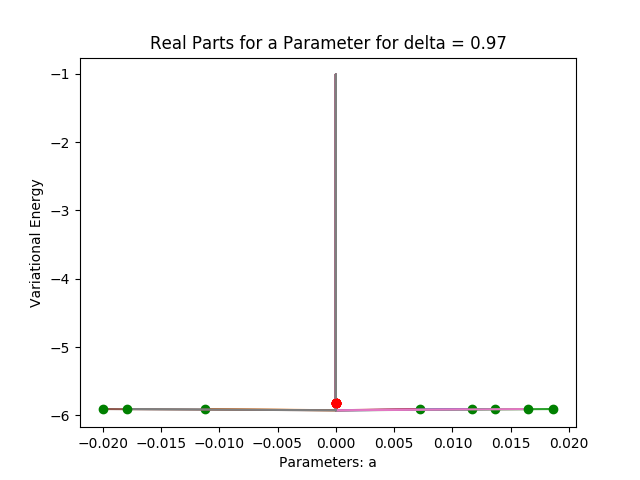 Real Parts for a Parameter for delta = 0.97
Variational Energy
−1
−2
−3
−4
−5
−6
−0.020 −0.015 −0.010 −0.005 0.000 0.005 0.010 0.015 0.020
Parameters: a